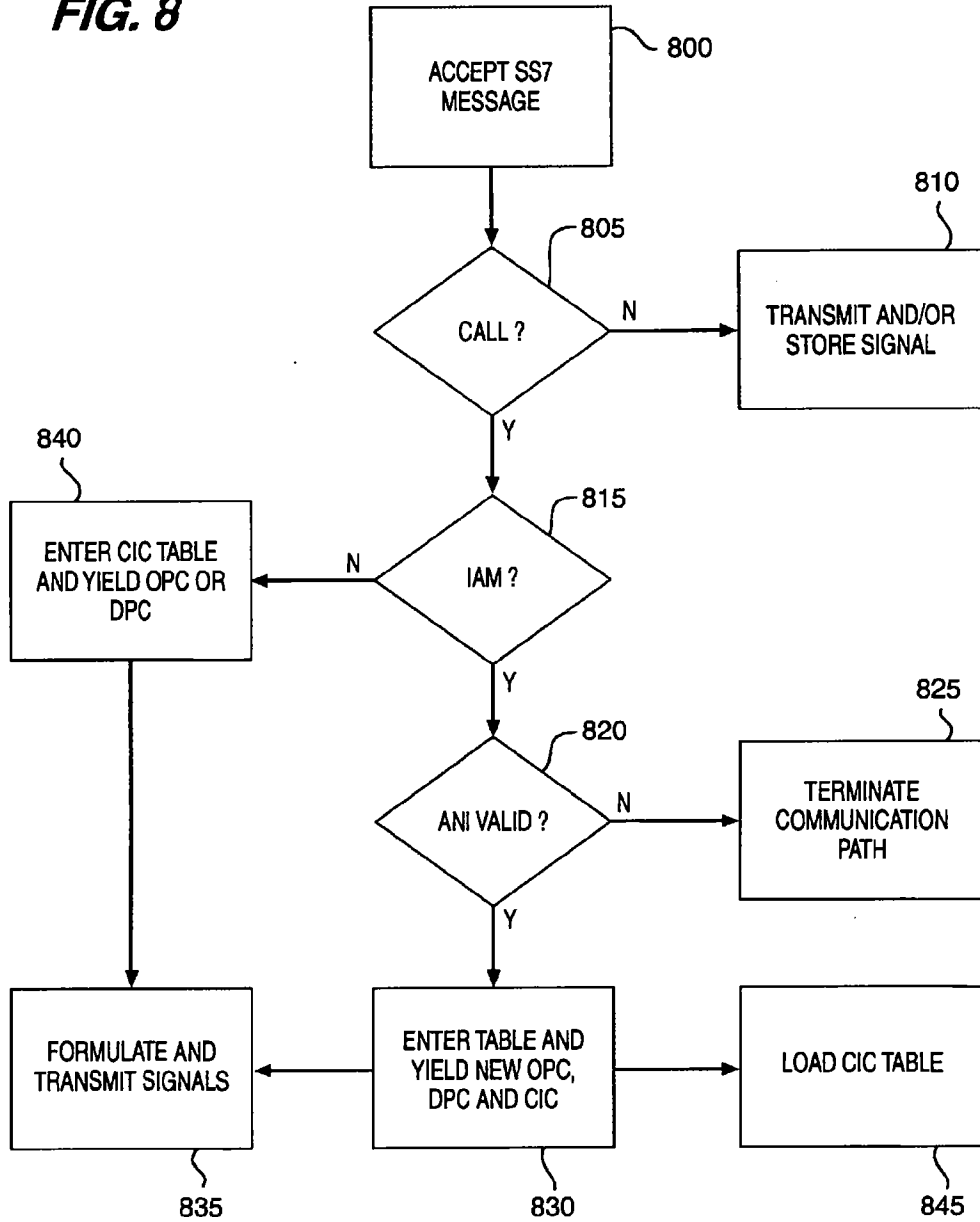 FIG. 8
ACCEPT SS7
MESSAGE
800
805
CALL ?
N
Y
810
TRANSMIT AND/OR
STORE SIGNAL
840
ENTER CIC TABLE
AND YIELD OPC OR
DPC
815
IAM ?
N
Y
820
ANI VALID ?
N
Y
825
TERMINATE
COMMUNICATION
PATH
FORMULATE AND
TRANSMIT SIGNALS
835
ENTER TABLE AND
YIELD NEW OPC,
DPC AND CIC
830
LOAD CIC TABLE
845